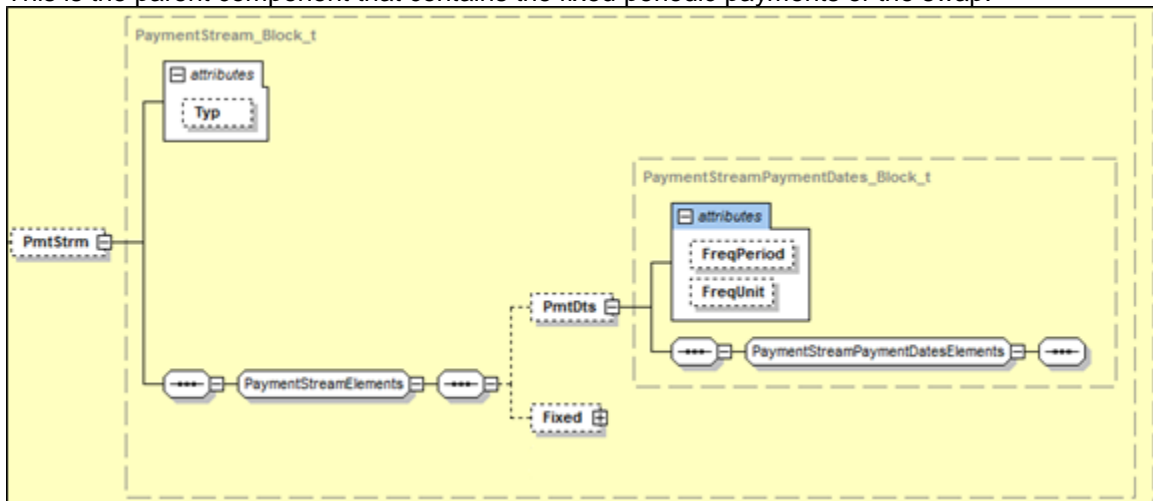 This is the parent component that contains the fixed periodic payments of the swap.
PaymentStream_Block_t
attributes
Typ
PaymentStreamPaymentDates_Block_t
attributes
FreqPeriod
FreqUnit
PmtStrm
PmtDts
PaymentStreamPaymentDatesElements
PaymentStreamElements
Fixed